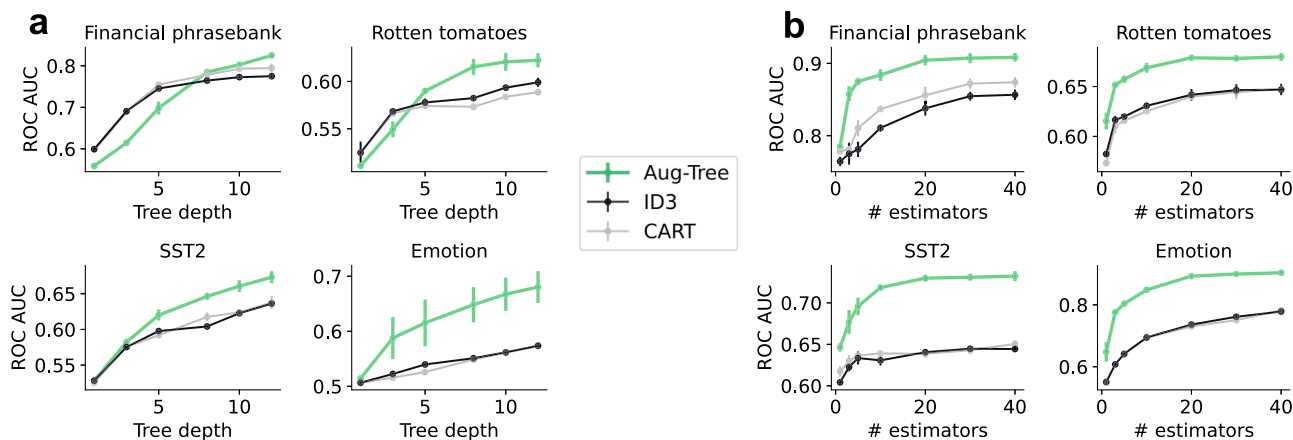 a
Financial phrasebank
Rotten tomatoes
ROC AUC
0.8
0.7
0.6
0.60
0.55
5
10
5
10
Tree depth
Tree depth
SST2
Emotion
ROC AUC
0.65
0.60
0.55
0.7
0.6
0.5
5
10
5
10
Tree depth
Tree depth
Aug-Tree
ID3
CART
b
Financial phrasebank
Rotten tomatoes
ROC AUC
0.9
0.8
0.65
0.60
0
20
40
0
20
40
# estimators
# estimators
SST2
Emotion
ROC AUC
0.70
0.65
0.60
0.8
0.6
0
20
40
0
20
40
# estimators
# estimators